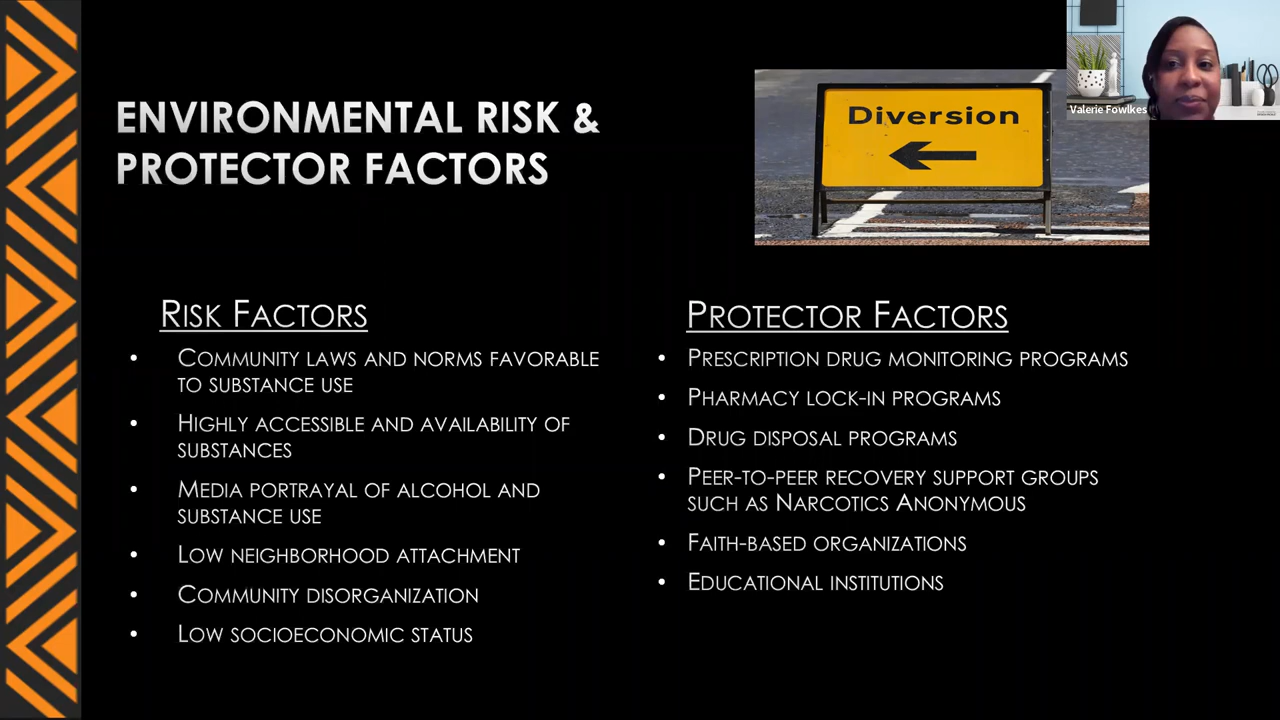 ENVIRONMENTAL RISK &
PROTECTOR FACTORS
Diversion
Valerie Fowlkes
RISK FACTORS
• COMMUNITY LAWS AND NORMS FAVORABLE
TO SUBSTANCE USE
• HIGHLY ACCESSIBLE AND AVAILABILITY OF
SUBSTANCES
• MEDIA PORTRAYAL OF ALCOHOL AND
SUBSTANCE USE
• LOW NEIGHBORHOOD ATTACHMENT
• COMMUNITY DISORGANIZATION
• LOW SOCIOECONOMIC STATUS
PROTECTOR FACTORS
• PRESCRIPTION DRUG MONITORING PROGRAMS
• PHARMACY LOCK-IN PROGRAMS
• DRUG DISPOSAL PROGRAMS
• PEER-TO-PEER RECOVERY SUPPORT GROUPS
SUCH AS NARCOTICS ANONYMOUS
• FAITH-BASED ORGANIZATIONS
• EDUCATIONAL INSTITUTIONS